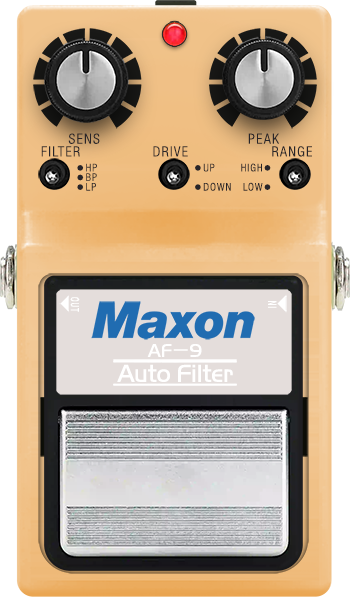 SENS
PEAK
FILTER
DRIVE
RANGE
HP
BP
LP
UP
DOWN
HIGH
LOW
OUT
IN
Maxon
AF-9
Auto Filter